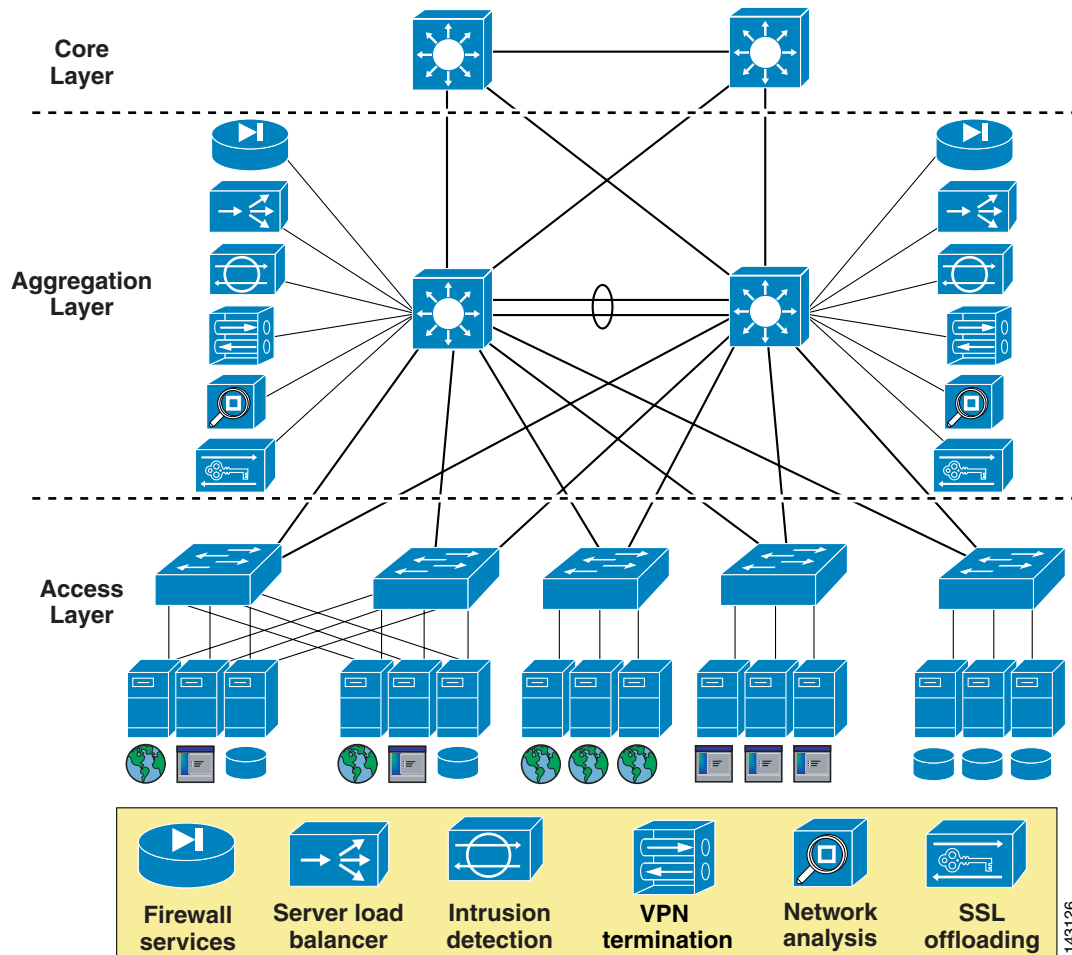 Core
Layer
Aggregation
Layer
Access
Layer
Firewall
services
Server load
balancer
Intrusion
detection
VPN
termination
Network
analysis
SSL
offloading
143126